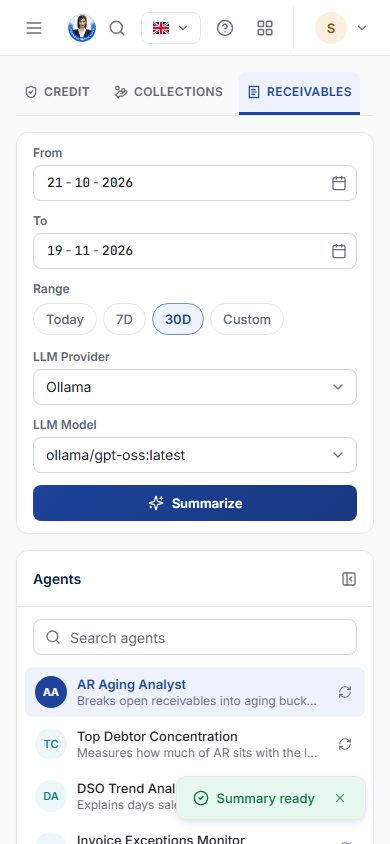 S
CREDIT
COLLECTIONS
RECEIVABLES
From
21-10-2026
To
19-11-2026
Range
Today 7D 30D Custom
LLM Provider
Ollama
LLM Model
ollama/gpt-oss:latest
Summarize
Agents
Search agents
AA
AR Aging Analyst
Breaks open receivables into aging buck...
TC
Top Debtor Concentration
Measures how much of AR sits with the l...
DA
DSO Trend Anal
Explains days sale
Summary ready
Invoice Exceptions Monitor